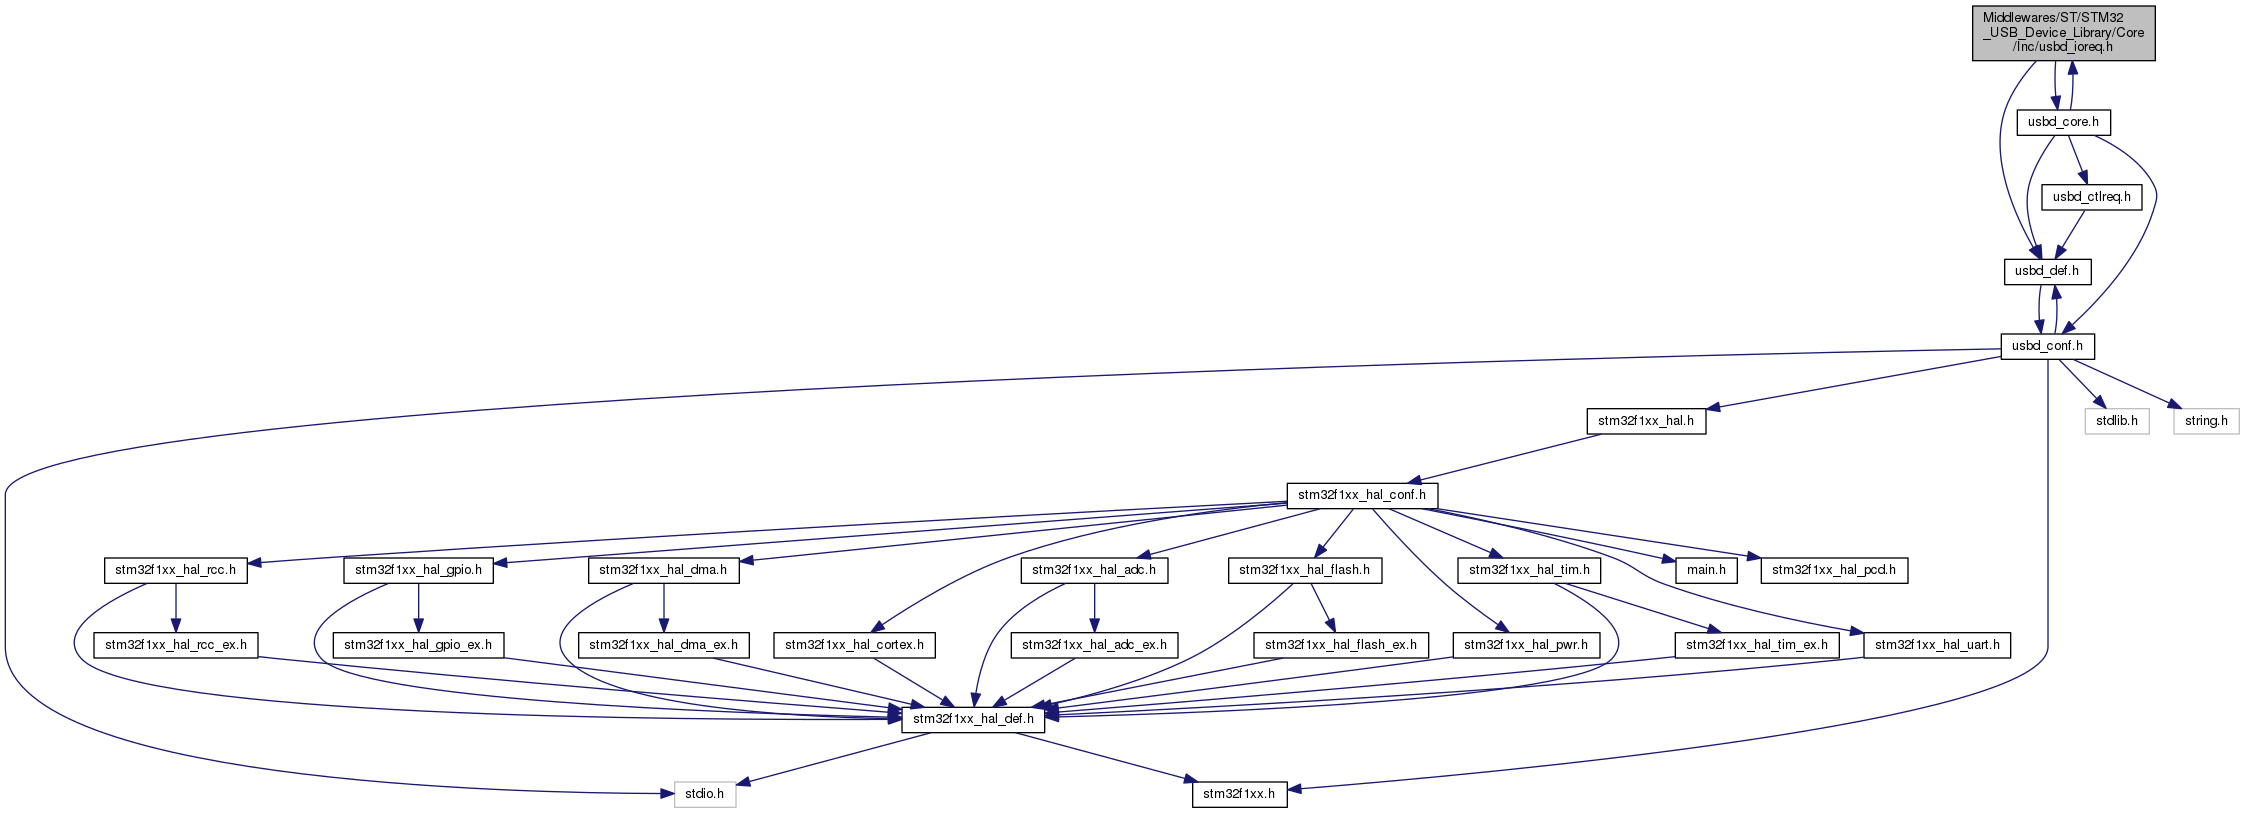 Middlewares/ST/STM32
_USB_Device_Library/Core
/Inc/usbd_ioreq.h
usbd_core.h
usbd_ctlreq.h
usbd_def.h
usbd_conf.h
stm32f1xx_hal.h
stdlib.h
string.h
stm32f1xx_hal_conf.h
stm32f1xx_hal_rcc.h
stm32f1xx_hal_gpio.h
stm32f1xx_hal_dma.h
stm32f1xx_hal_adc.h
stm32f1xx_hal_flash.h
stm32f1xx_hal_tim.h
main.h
stm32f1xx_hal_pcd.h
stm32f1xx_hal_rcc_ex.h
stm32f1xx_hal_gpio_ex.h
stm32f1xx_hal_dma_ex.h
stm32f1xx_hal_cortex.h
stm32f1xx_hal_adc_ex.h
stm32f1xx_hal_flash_ex.h
stm32f1xx_hal_pwr.h
stm32f1xx_hal_tim_ex.h
stm32f1xx_hal_uart.h
stm32f1xx_hal_def.h
stdio.h
stm32f1xx.h